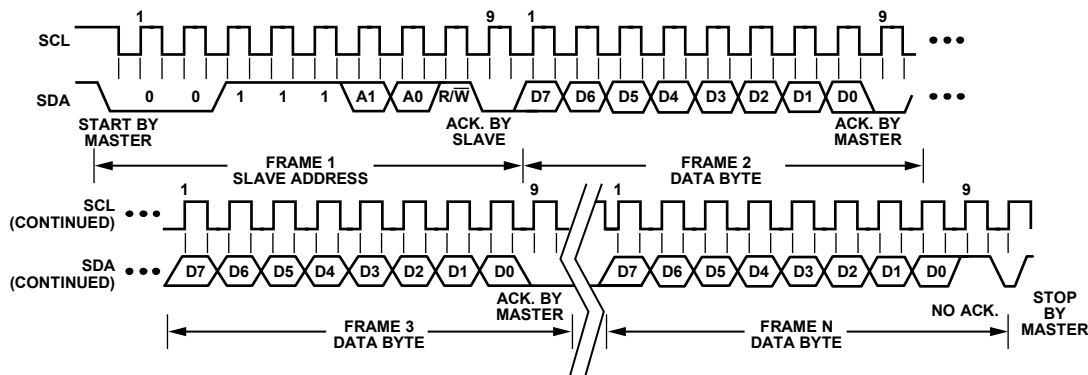 1 9 1 9
SCL
SDA 0 0 1 1 1 A1 A0 R/W̅ D7 D6 D5 D4 D3 D2 D1 D0
START BY
MASTER
ACK. BY
SLAVE
ACK. BY
MASTER
FRAME 1
SLAVE ADDRESS
FRAME 2
DATA BYTE
1 9 1 9
SCL
(CONTINUED)
SDA
(CONTINUED)
D7 D6 D5 D4 D3 D2 D1 D0 D7 D6 D5 D4 D3 D2 D1 D0
ACK. BY
MASTER
NO ACK.
STOP
BY
MASTER
FRAME 3
DATA BYTE
FRAME N
DATA BYTE